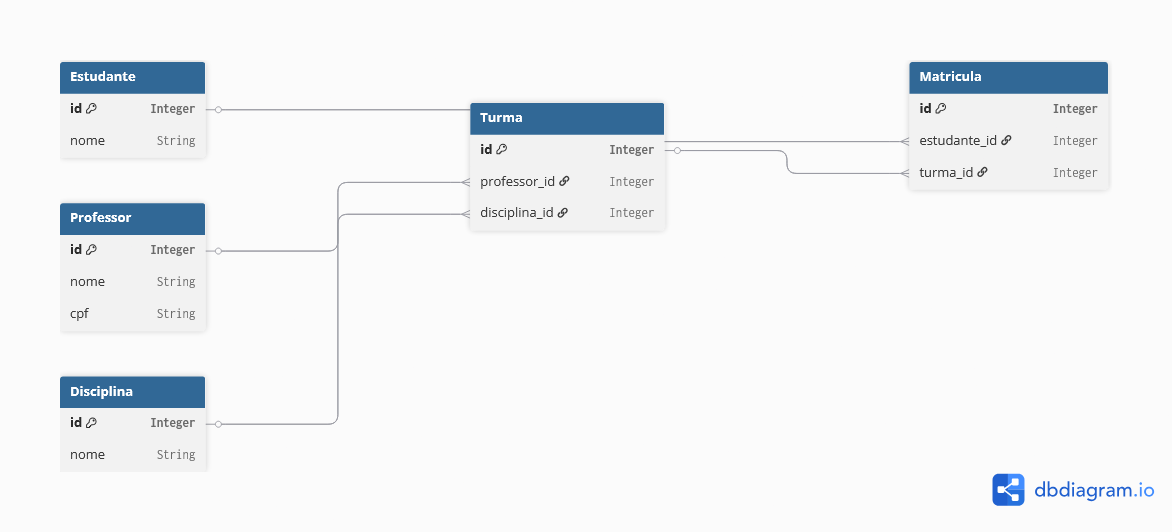 Estudante
id Integer
nome String
Professor
id Integer
nome String
cpf String
Disciplina
id Integer
nome String
Turma
id Integer
professor_id Integer
disciplina_id Integer
Matricula
id Integer
estudante_id Integer
turma_id Integer
dbdiagram.io